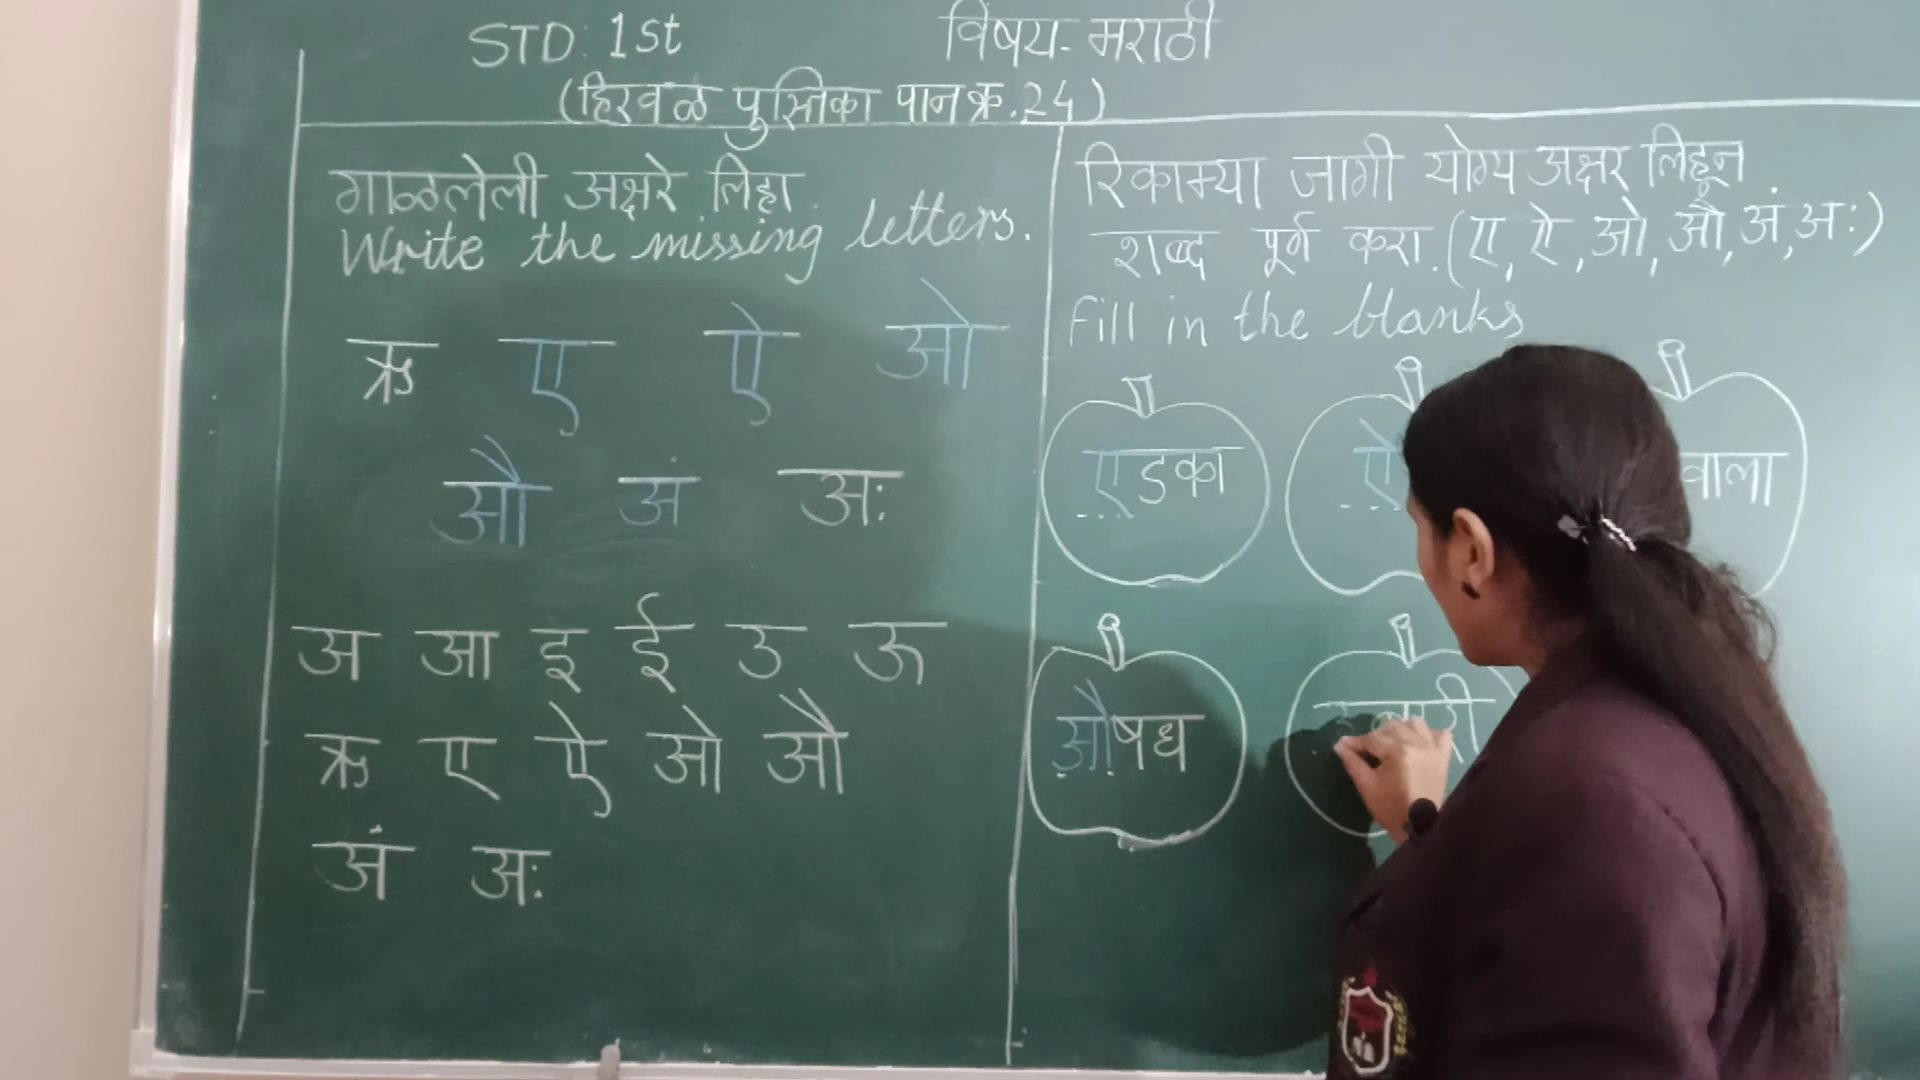 STD: 1st
विषय- मराठी
(हिरवळ पुस्तिका पान क्र. 24)
गाळलेली अक्षरे लिहा.
Write the missing letters.
ऋ ए ऐ ओ
औ अं अः
अ आ इ ई उ ऊ
ऋ ए ऐ ओ औ
अं अः
रिकाम्या जागी योग्य अक्षर लिहून
शब्द पूर्ण करा. (ए, ऐ, ओ, औ, अं, अः)
Fill in the blanks
एडका
ऐ
वाला
औषध